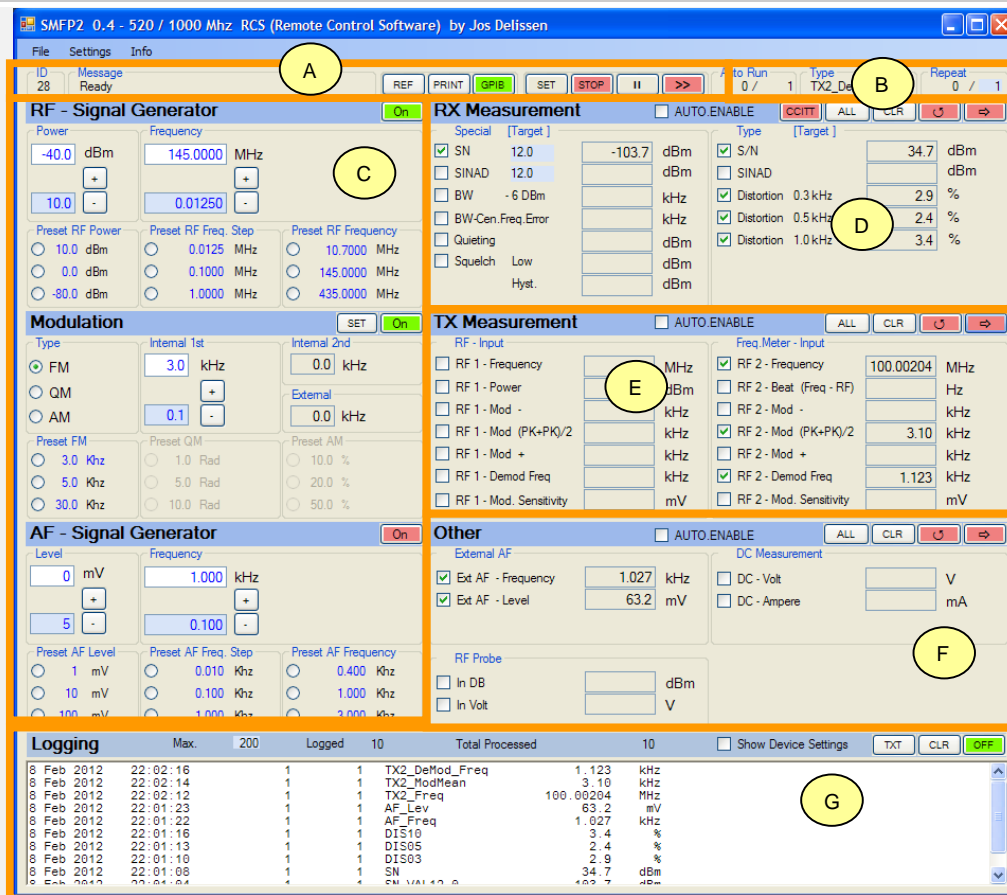 SMFP2 0.4 - 520 / 1000 Mhz RCS (Remote Control Software) by Jos Delissen
File Settings Info
A
ID Message Auto Run Type Repeat
28 Ready REF PRINT GPIB SET STOP II >> 0 / 1 B 0 / 1
RF - Signal Generator On
Power Frequency
-40.0 dBm 145.0000 MHz
+ +
10.0 - 0.01250 -
C
Preset RF Power Preset RF Freq. Step Preset RF Frequency
10.0 dBm 0.0125 MHz 10.7000 MHz
0.0 dBm 0.1000 MHz 145.0000 MHz
-80.0 dBm 1.0000 MHz 435.0000 MHz
Modulation SET On
Type Internal 1st Internal 2nd
FM 3.0 kHz 0.0 kHz
QM + External
AM 0.1 - 0.0 kHz
Preset FM Preset QM Preset AM
3.0 Khz 1.0 Rad 10.0 %
5.0 Khz 5.0 Rad 20.0 %
30.0 Khz 10.0 Rad 50.0 %
AF - Signal Generator On
Level Frequency
0 mV 1.000 kHz
+ +
5 - 0.100 -
Preset AF Level Preset AF Freq. Step Preset AF Frequency
1 mV 0.010 Khz 0.400 Khz
10 mV 0.100 Khz 1.000 Khz
100 mV 1.000 Khz 3.000 Khz
RX Measurement AUTO.ENABLE CCITT ALL CLR
Special [Target ] Type [Target ]
SN 12.0 -103.7 dBm S/N 34.7 dBm
SINAD 12.0 dBm SINAD dBm
BW - 6 DBm kHz Distortion 0.3 kHz 2.9 %
BW-Cen.Freq.Error kHz Distortion 0.5 kHz 2.4 %
Quieting dBm Distortion 1.0 kHz 3.4 %
Squelch Low dBm
Hyst. dBm
D
TX Measurement AUTO.ENABLE ALL CLR
RF - Input Freq.Meter - Input
RF 1 - Frequency MHz RF 2 - Frequency 100.00204 MHz
RF 1 - Power dBm RF 2 - Beat (Freq - RF) Hz
RF 1 - Mod - kHz RF 2 - Mod - kHz
RF 1 - Mod (PK+PK)/2 kHz RF 2 - Mod (PK+PK)/2 3.10 kHz
RF 1 - Mod + kHz RF 2 - Mod + kHz
RF 1 - Demod Freq kHz RF 2 - Demod Freq 1.123 kHz
RF 1 - Mod. Sensitivity mV RF 2 - Mod. Sensitivity mV
E
Other AUTO.ENABLE ALL CLR
External AF DC Measurement
Ext AF - Frequency 1.027 kHz DC - Volt V
Ext AF - Level 63.2 mV DC - Ampere mA
F
RF Probe
In DB dBm
In Volt V
Logging Max. 200 Logged 10 Total Processed 10 Show Device Settings TXT CLR OFF
8 Feb 2012 22:02:16 1 1 TX2_DeMod_Freq 1.123 kHz
8 Feb 2012 22:02:14 1 1 TX2_ModMean 3.10 kHz
8 Feb 2012 22:02:12 1 1 TX2_Freq 100.00204 MHz
8 Feb 2012 22:01:23 1 1 AF_Lev 63.2 mV
8 Feb 2012 22:01:22 1 1 AF_Freq 1.027 kHz
8 Feb 2012 22:01:16 1 1 DIS10 3.4 %
8 Feb 2012 22:01:13 1 1 DIS05 2.4 %
8 Feb 2012 22:01:10 1 1 DIS03 2.9 %
8 Feb 2012 22:01:08 1 1 SN 34.7 dBm
8 Feb 2012 22:01:04 1 1 SN_VAL12.0 103.7 dBm
G